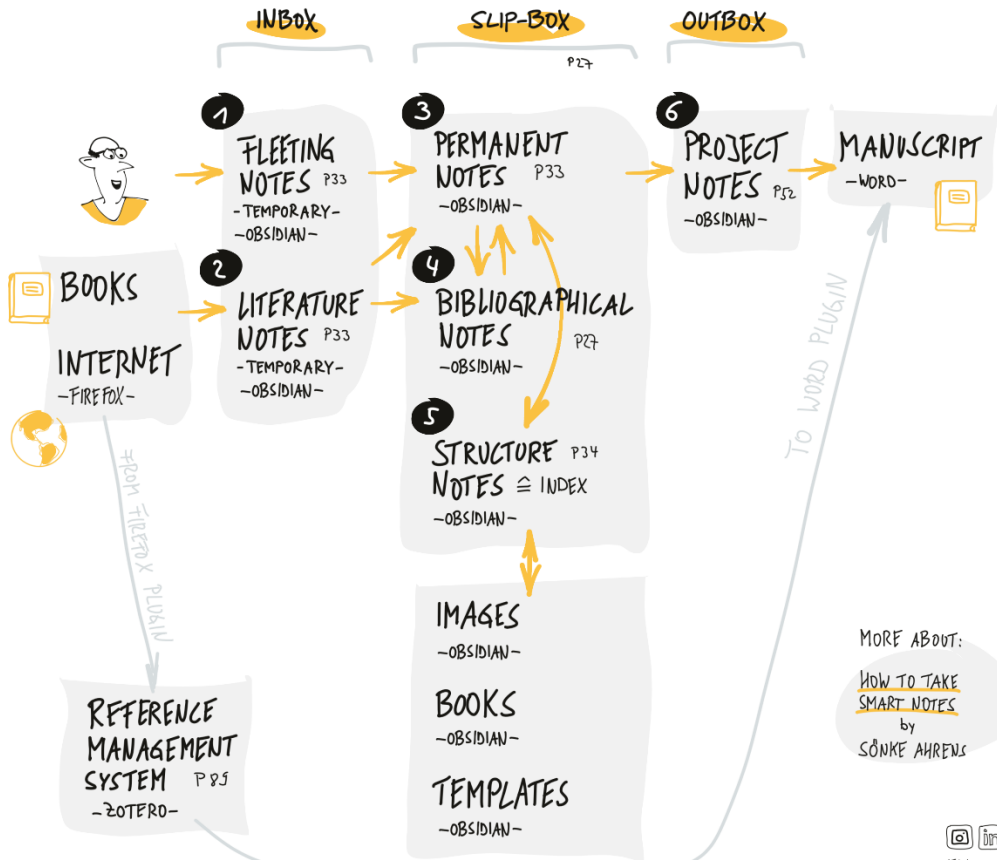 INBOX
SLIP-BOX
P27
OUTBOX
1
FLEETING
NOTES P33
-TEMPORARY-
-OBSIDIAN-
2
LITERATURE
NOTES P33
-TEMPORARY-
-OBSIDIAN-
3
PERMANENT
NOTES P33
-OBSIDIAN-
4
BIBLIOGRAPHICAL
NOTES P27
-OBSIDIAN-
5
STRUCTURE P34
NOTES ≙ INDEX
-OBSIDIAN-
6
PROJECT
NOTES P52
-OBSIDIAN-
MANUSCRIPT
-WORD-
BOOKS
INTERNET
-FIREFOX-
FROM FIREFOX PLUGIN
TO WORD PLUGIN
REFERENCE
MANAGEMENT
SYSTEM P85
-ZOTERO-
IMAGES
-OBSIDIAN-
BOOKS
-OBSIDIAN-
TEMPLATES
-OBSIDIAN-
MORE ABOUT:
HOW TO TAKE
SMART NOTES
by
SÖNKE AHRENS